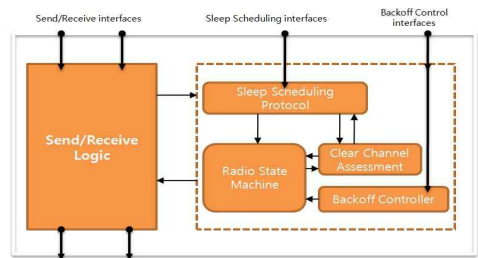 Send/Receive interfaces
Sleep Scheduling interfaces
Backoff Control
interfaces
Send/Receive
Logic
Sleep Scheduling
Protocol
Radio State
Machine
Clear Channel
Assessment
Backoff Controller